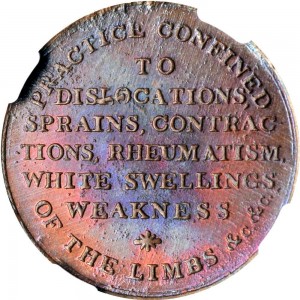 PRACTICE CONFINED
TO
DISLOCATIONS,
SPRAINS, CONTRAC
TIONS, RHEUMATISM,
WHITE SWELLINGS,
WEAKNESS
OF THE LIMBS &c.&c.